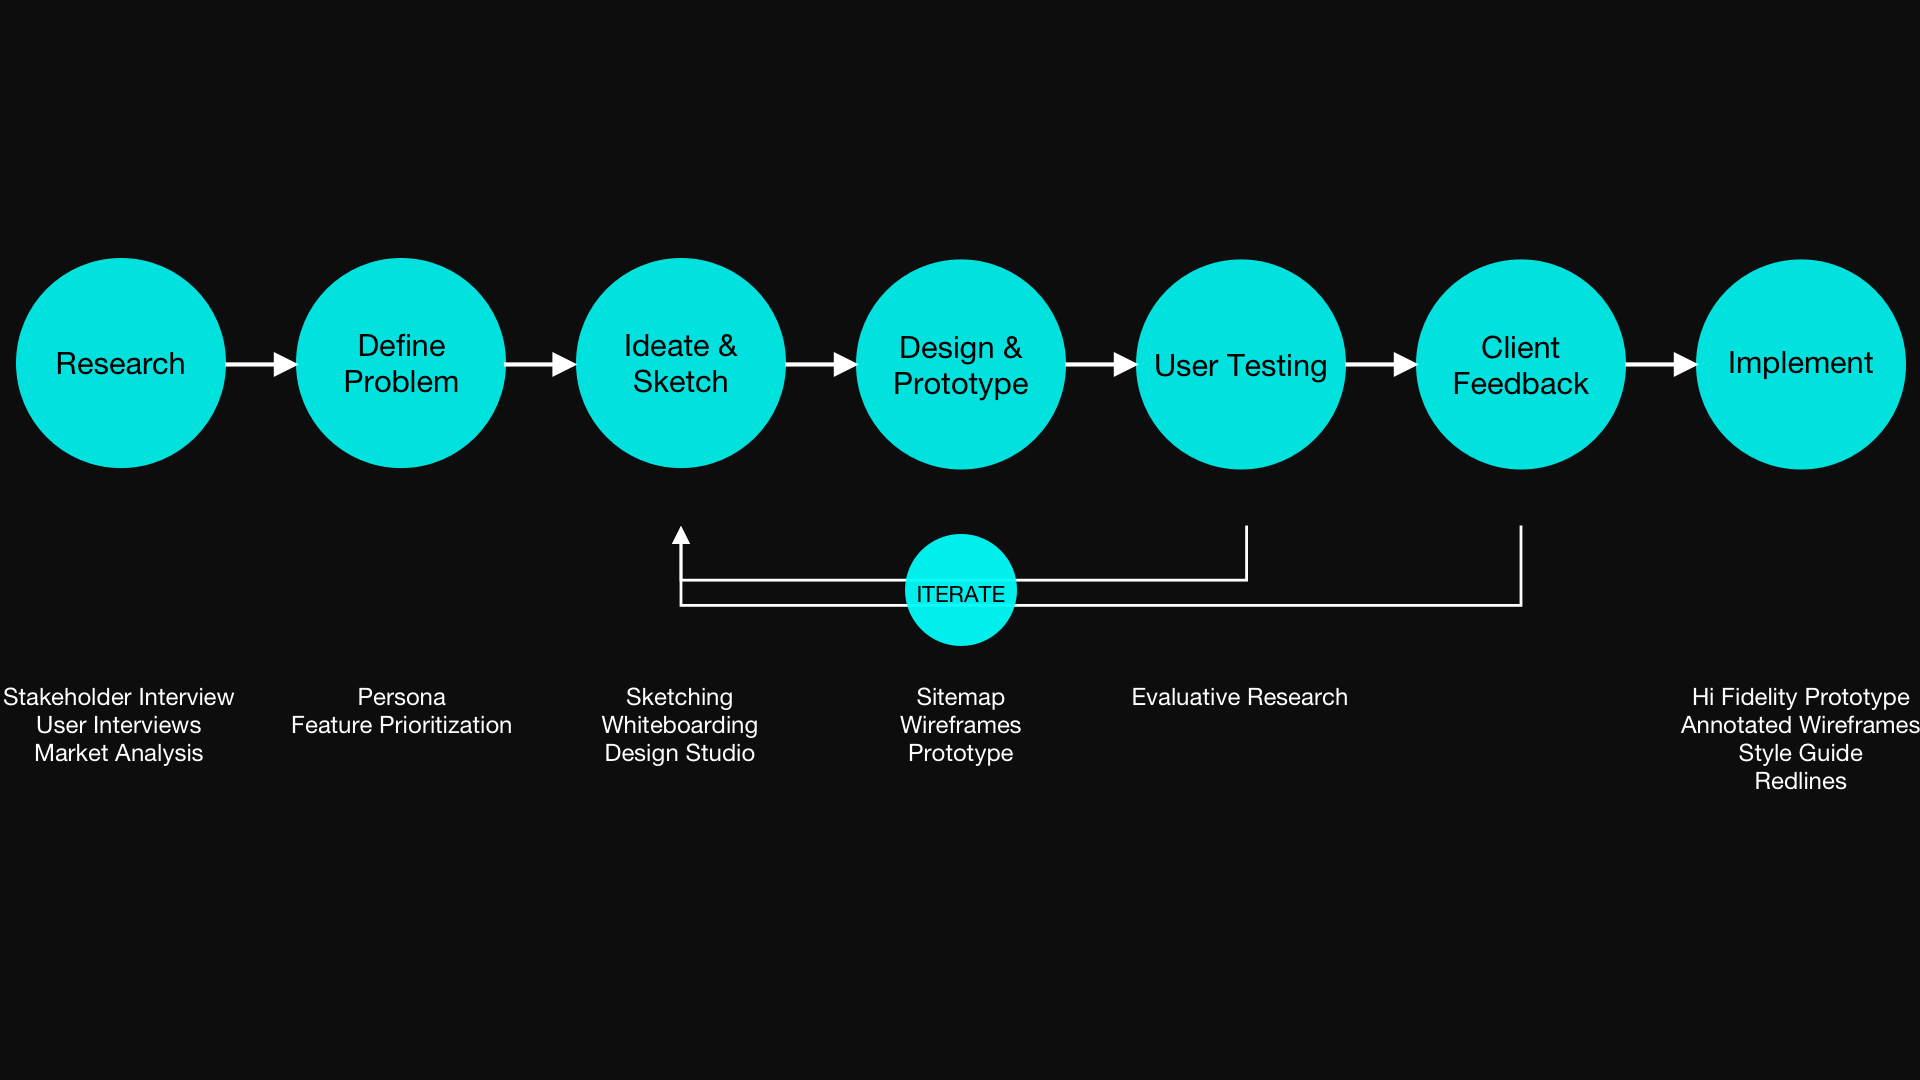 Research
Define
Problem
Ideate &
Sketch
Design &
Prototype
User Testing
Client
Feedback
Implement
ITERATE
Stakeholder Interview
User Interviews
Market Analysis
Persona
Feature Prioritization
Sketching
Whiteboarding
Design Studio
Sitemap
Wireframes
Prototype
Evaluative Research
Hi Fidelity Prototype
Annotated Wireframes
Style Guide
Redlines